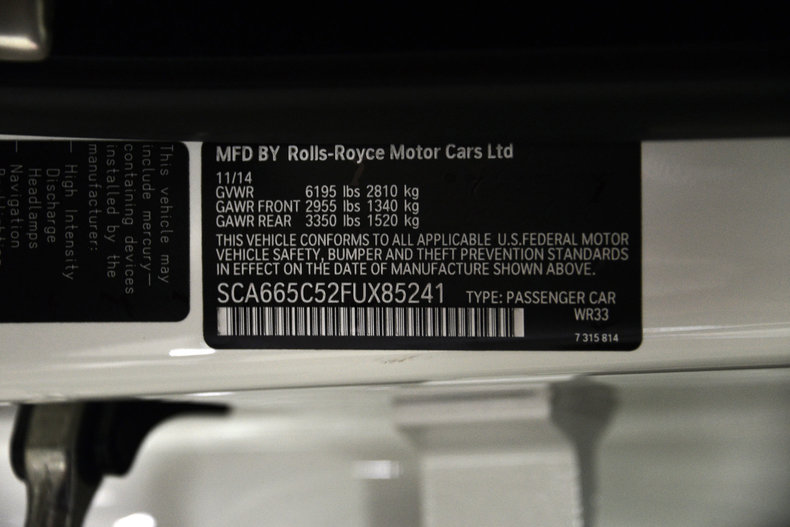 MFD BY Rolls-Royce Motor Cars Ltd
11/14
GVWR 6195 lbs 2810 kg
GAWR FRONT 2955 lbs 1340 kg
GAWR REAR 3350 lbs 1520 kg
THIS VEHICLE CONFORMS TO ALL APPLICABLE U.S.FEDERAL MOTOR
VEHICLE SAFETY, BUMPER AND THEFT PREVENTION STANDARDS
IN EFFECT ON THE DATE OF MANUFACTURE SHOWN ABOVE.
SCA665C52FUX85241 TYPE: PASSENGER CAR
WR33
7 315 814
This vehicle may
include mercury—
containing devices
installed by the
manufacturer:
— High Intensity
Discharge
Headlamps
— Navigation